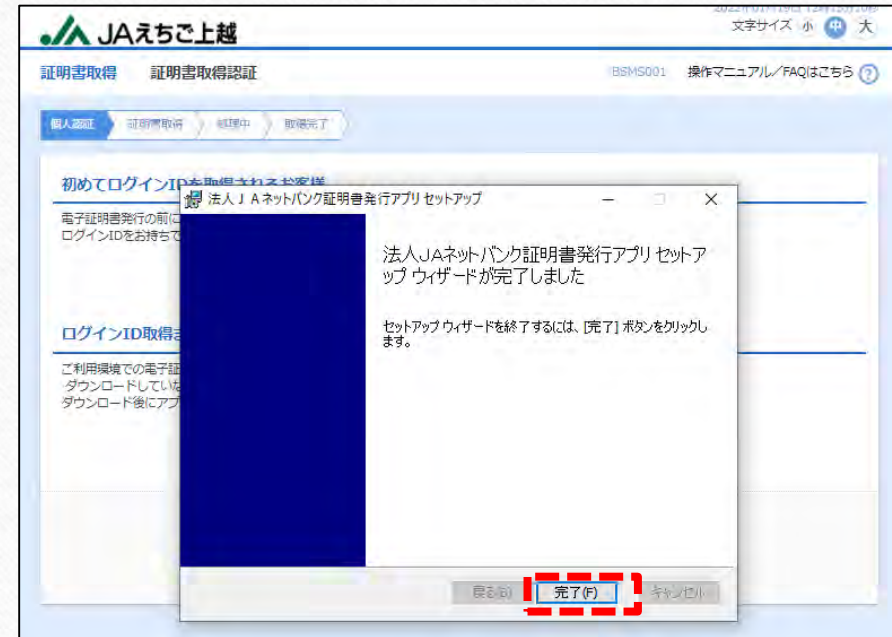 JAえちご上越
文字サイズ 小 中 大
証明書取得 証明書取得認証
BSMS001 操作マニュアル/FAQはこちら ?
個人認証 証明書取得 処理中 取得完了
初めてログインIDを取得されるお客様
電子証明書発行の前に
ログインIDをお持ちで
ログインID取得
ご利用環境での電子証
ダウンロードしていな
ダウンロード後にアプ
法人JAネットバンク証明書発行アプリ セットアップ
法人JAネットバンク証明書発行アプリ セットア
ップ ウィザードが完了しました
セットアップ ウィザードを終了するには、[完了] ボタンをクリックし
ます。
戻る(B) 完了(F) キャンセル